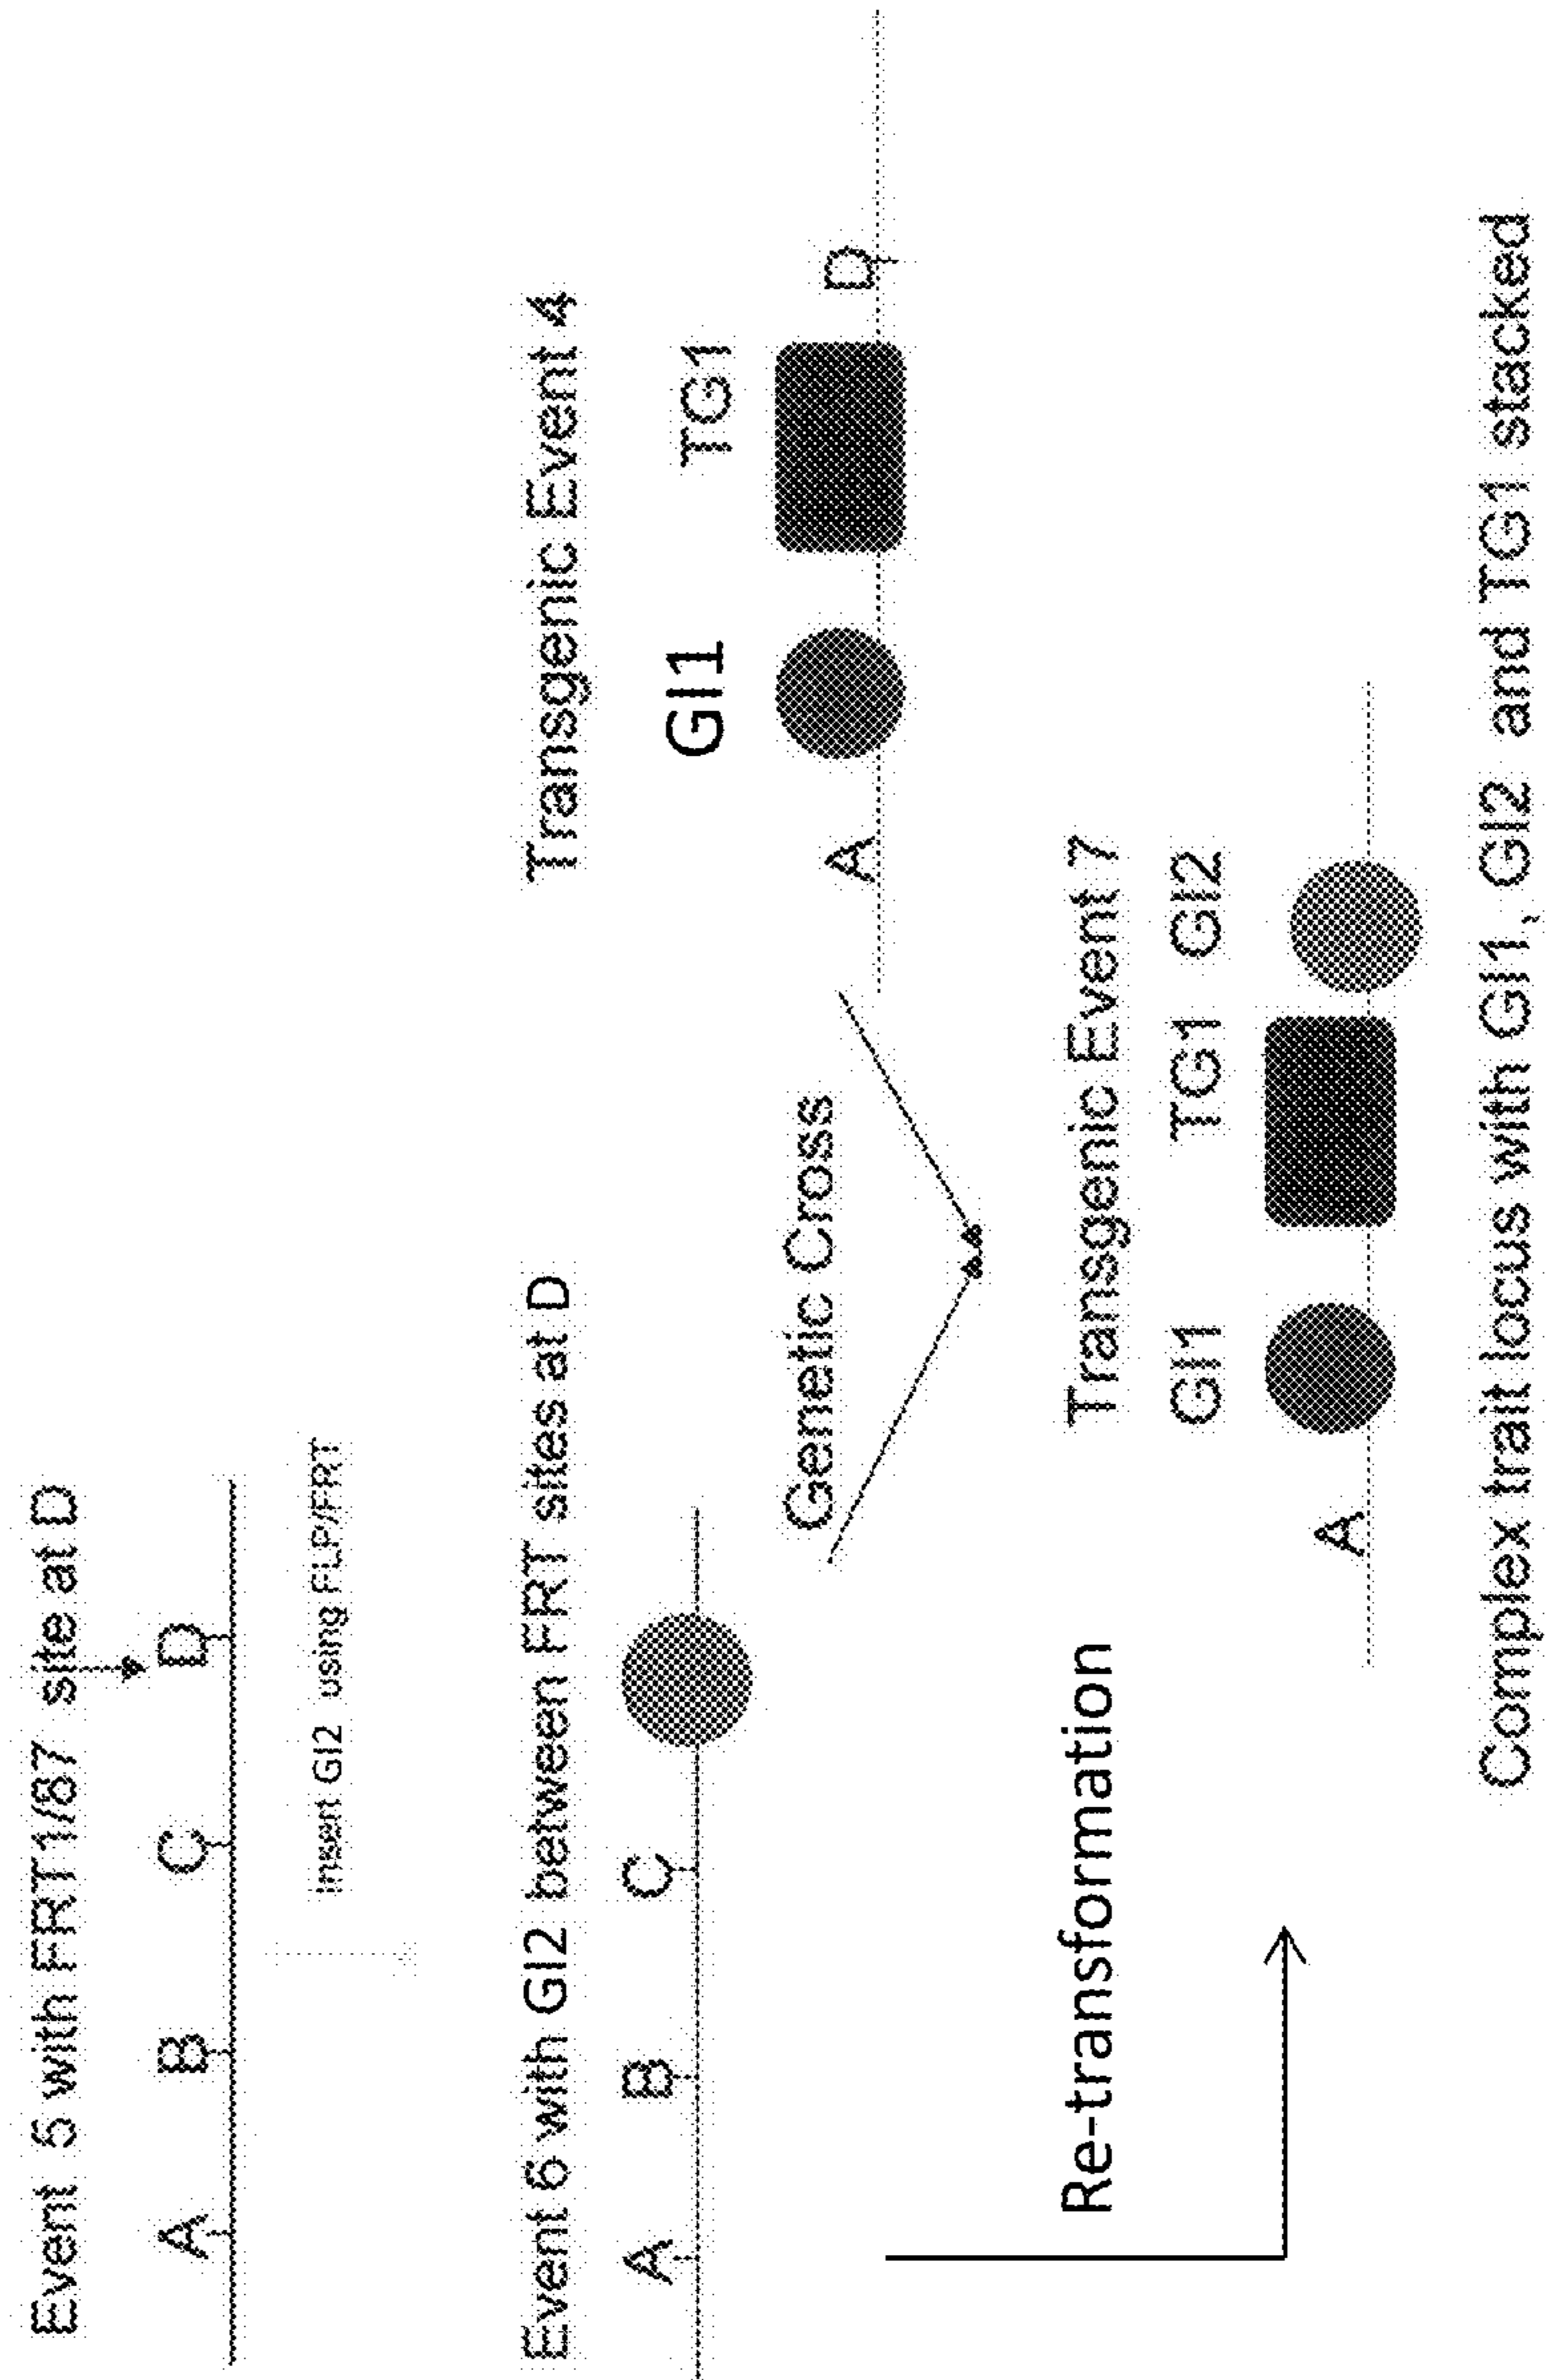 Event 5 with FRT1/87 site at D
A B C D
Insert GI2 using FLP/FRT
Event 6 with GI2 between FRT sites at D
A B C
Transgenic Event 4
GI1 TG1
A D
Genetic Cross
Re-transformation
Transgenic Event 7
GI1 TG1 GI2
A
Complex trait locus with GI1, GI2 and TG1 stacked